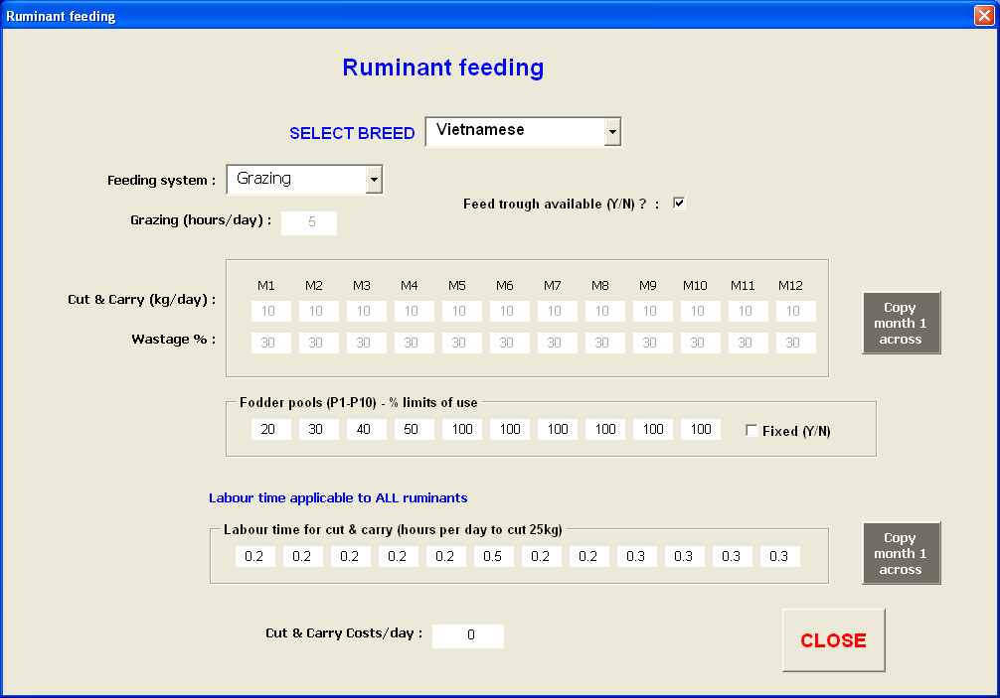 Ruminant feeding
Ruminant feeding
SELECT BREED Vietnamese
Feeding system : Grazing
Feed trough available (Y/N) ? :
Grazing (hours/day) : 5
M1 M2 M3 M4 M5 M6 M7 M8 M9 M10 M11 M12
Cut & Carry (kg/day) : 10 10 10 10 10 10 10 10 10 10 10 10
Wastage % : 30 30 30 30 30 30 30 30 30 30 30 30
Copy
month 1
across
Fodder pools (P1-P10) - % limits of use
20 30 40 50 100 100 100 100 100 100 Fixed (Y/N)
Labour time applicable to ALL ruminants
Labour time for cut & carry (hours per day to cut 25kg)
0.2 0.2 0.2 0.2 0.2 0.5 0.2 0.2 0.3 0.3 0.3 0.3
Copy
month 1
across
Cut & Carry Costs/day : 0
CLOSE